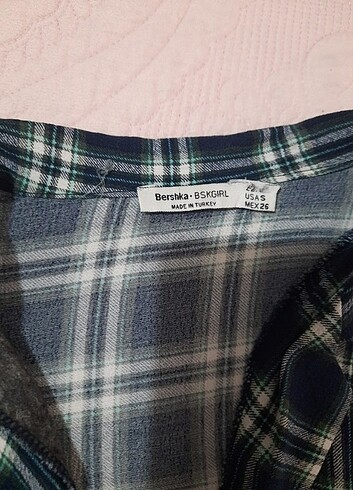 Bershka · BSKGIRL
MADE IN TURKEY
USA S
MEX 26